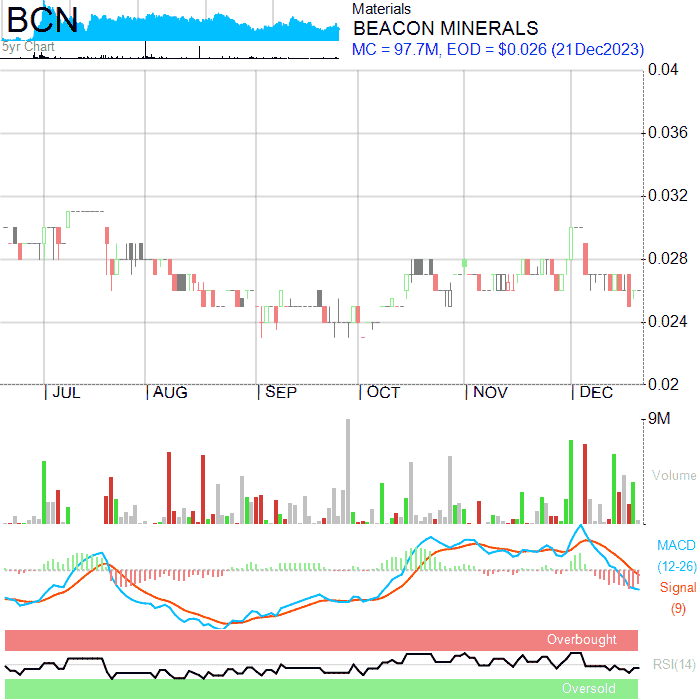 BCN
5yr Chart
Materials
BEACON MINERALS
MC = 97.7M, EOD = $0.026 (21Dec2023)
0.04
0.036
0.032
0.028
0.024
0.02
JUL AUG SEP OCT NOV DEC
9M
Volume
MACD
(12-26)
Signal
(9)
Overbought
RSI(14)
Oversold